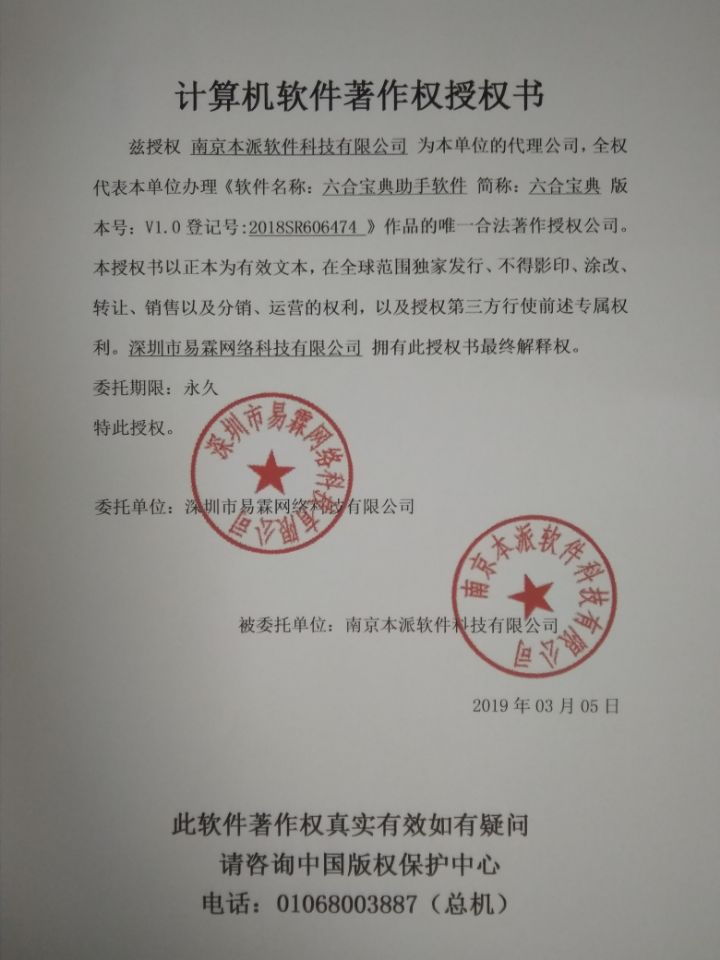 计算机软件著作权授权书
兹授权 南京本派软件科技有限公司 为本单位的代理公司，全权
代表本单位办理《软件名称：六合宝典助手软件 简称：六合宝典 版
本号：V1.0 登记号:2018SR606474 》作品的唯一合法著作授权公司。
本授权书以正本为有效文本，在全球范围独家发行、不得影印、涂改、
转让、销售以及分销、运营的权利，以及授权第三方行使前述专属权
利。深圳市易霖网络科技有限公司 拥有此授权书最终解释权。
委托期限：永久
特此授权。
深圳市易霖网络科技有限公司
委托单位：深圳市易霖网络科技有限公司
南京本派软件科技有限公司
被委托单位：南京本派软件科技有限公司
2019 年 03 月 05 日
此软件著作权真实有效如有疑问
请咨询中国版权保护中心
电话：01068003887（总机）